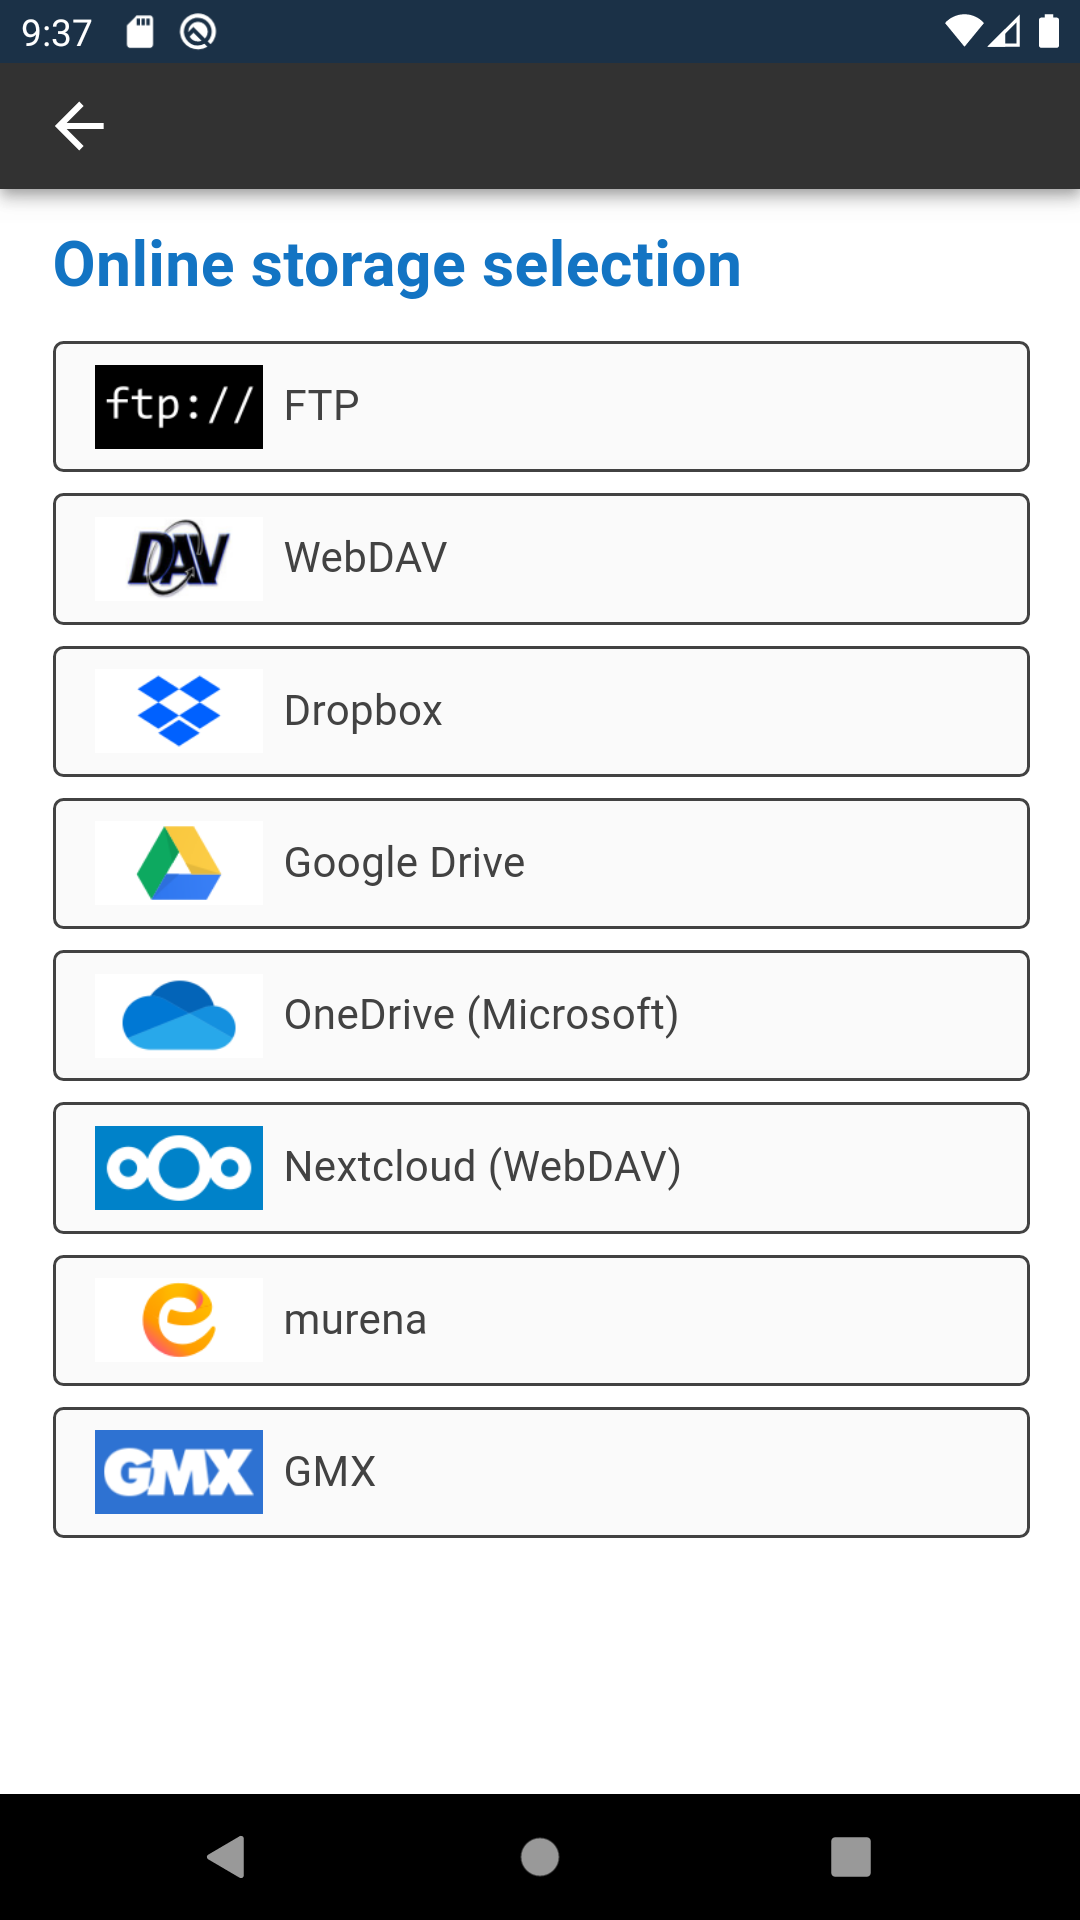 9:37
Online storage selection
ftp:// FTP
DAV WebDAV
Dropbox
Google Drive
OneDrive (Microsoft)
Nextcloud (WebDAV)
murena
GMX GMX